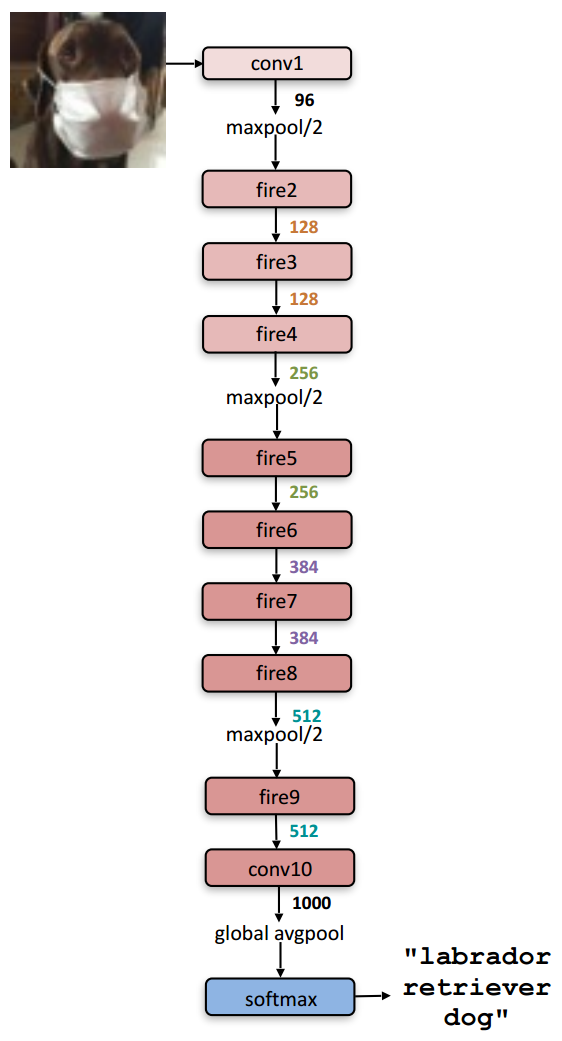 conv1
96
maxpool/2
fire2
128
fire3
128
fire4
256
maxpool/2
fire5
256
fire6
384
fire7
384
fire8
512
maxpool/2
fire9
512
conv10
1000
global avgpool
softmax
"labrador
retriever
dog"